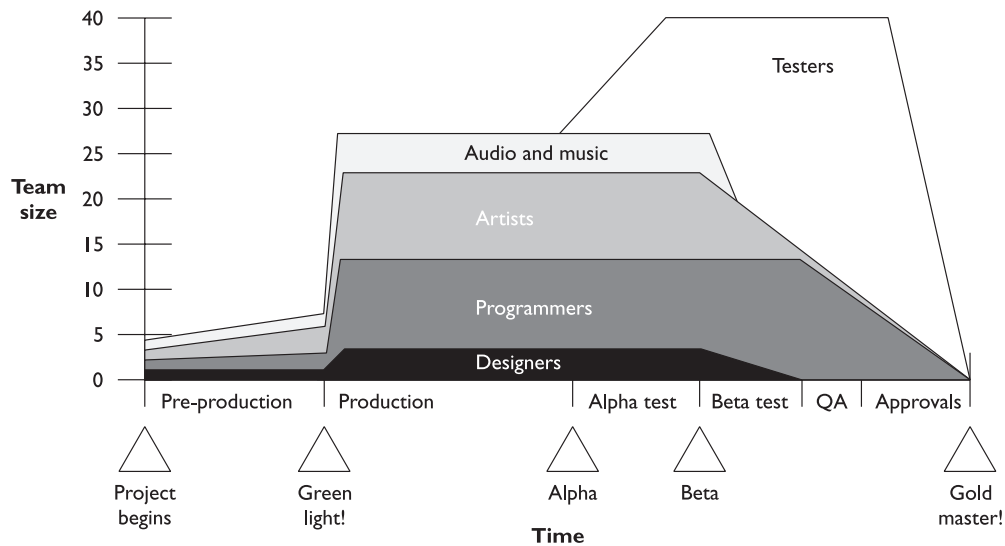 40
35
30
25
20
15
10
5
0
Team
size
Testers
Audio and music
Artists
Programmers
Designers
Pre-production
Production
Alpha test
Beta test
QA
Approvals
Project
begins
Green
light!
Alpha
Beta
Gold
master!
Time